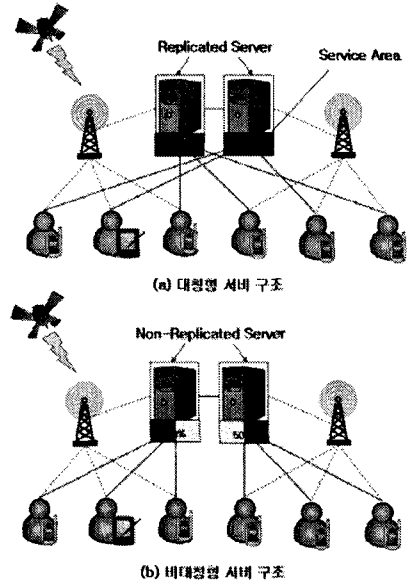 Replicated Server
Service Area
(a) 대칭형 서버 구조
Non-Replicated Server
50
(b) 비대칭형 서버 구조